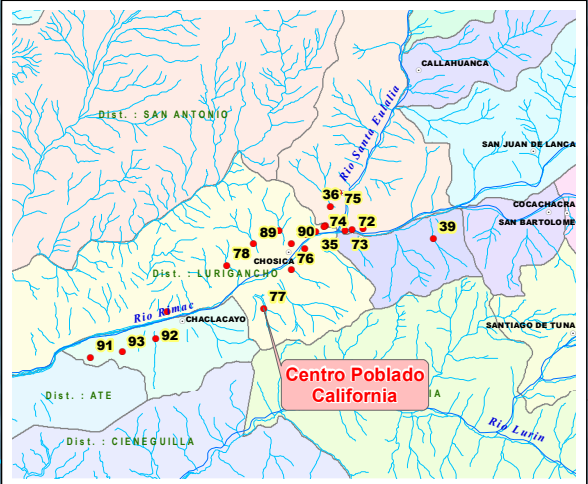 CALLAHUANCA
Dist. : SAN ANTONIO
Rio Santa Eutalia
SAN JUAN DE LANCA
36
75
COCACHACRA
SAN BARTOLOME
89
90
74
72
39
35
73
78
CHOSICA
76
Dist. : LURIGANCHO
77
Rio Rimac
CHACLACAYO
SANTIAGO DE TUNA
91
93
92
Centro Poblado
California
IA
Dist. : ATE
Rio Lurin
Dist. : CIENEGUILLA